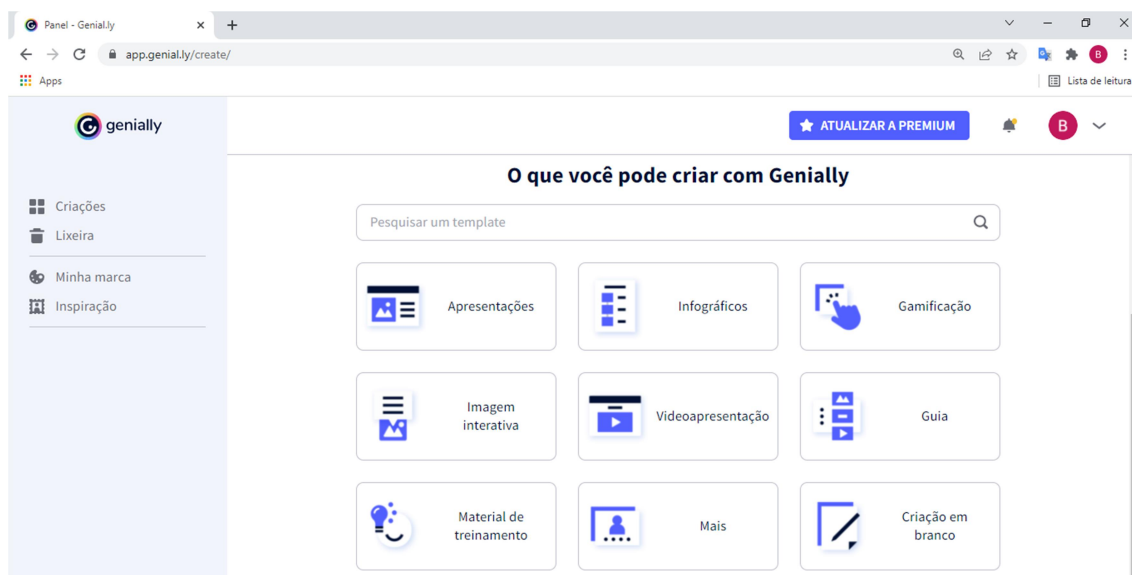 Panel - Genial.ly
app.genial.ly/create/
B
Apps
Lista de leitura
genially
ATUALIZAR A PREMIUM
B
O que você pode criar com Genially
Pesquisar um template
Criações
Lixeira
Minha marca
Inspiração
Apresentações
Infográficos
Gamificação
Imagem
interativa
Videoapresentação
Guia
Material de
treinamento
Mais
Criação em
branco